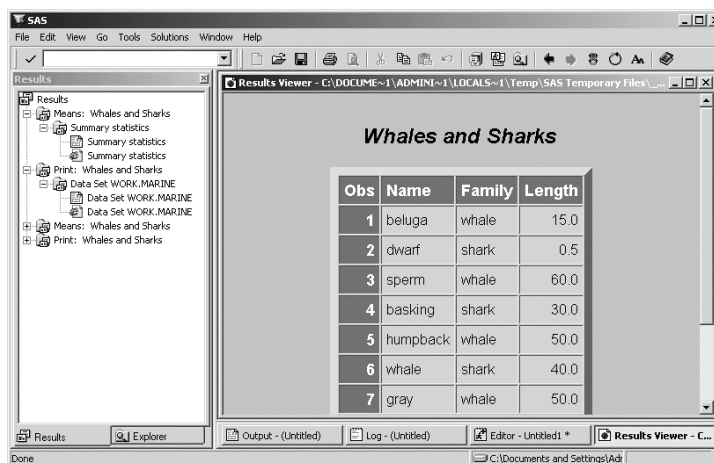 SAS
File Edit View Go Tools Solutions Window Help
Results
Results Viewer - C:\DOCUME~1\ADMINI~1\LOCALS~1\Temp\SAS Temporary Files\_...
Results
Means: Whales and Sharks
Summary statistics
Summary statistics
Summary statistics
Print: Whales and Sharks
Data Set WORK.MARINE
Data Set WORK.MARINE
Data Set WORK.MARINE
Means: Whales and Sharks
Print: Whales and Sharks
Whales and Sharks
Obs Name Family Length
1 beluga whale 15.0
2 dwarf shark 0.5
3 sperm whale 60.0
4 basking shark 30.0
5 humpback whale 50.0
6 whale shark 40.0
7 gray whale 50.0
Results Explorer
Output - (Untitled) Log - (Untitled) Editor - Untitled1 * Results Viewer - C...
Done C:\Documents and Settings\Adr